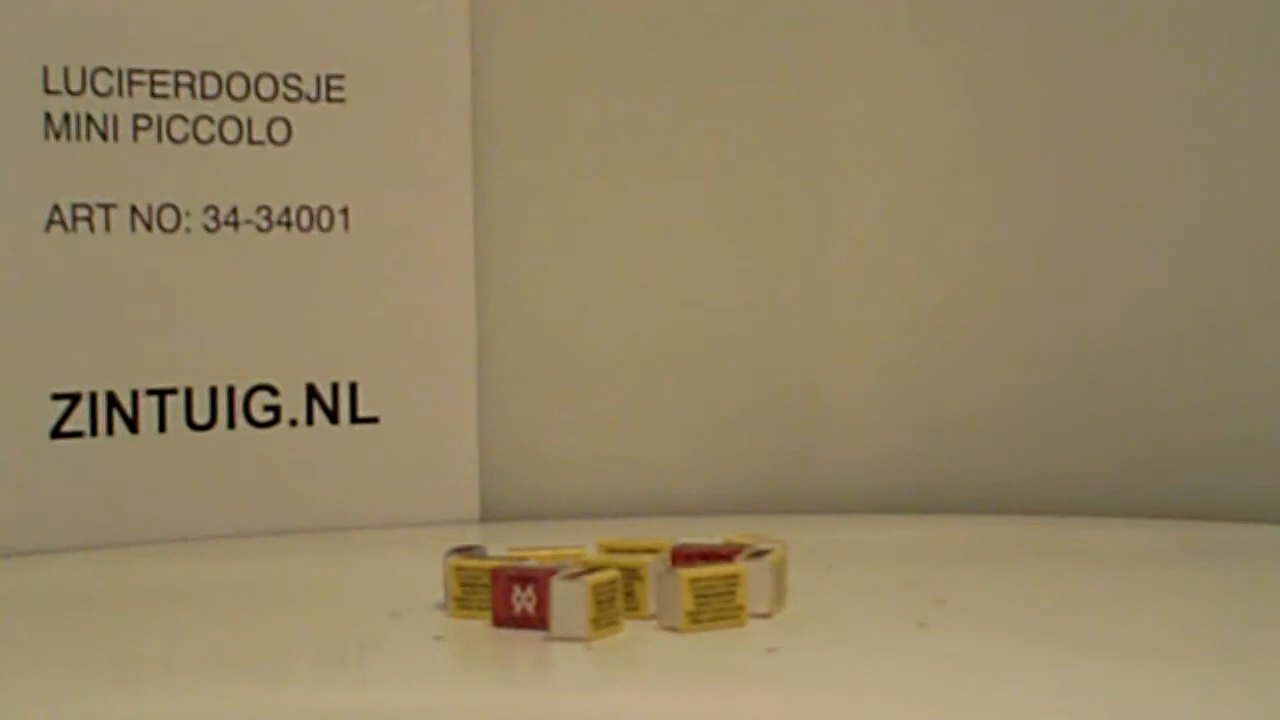 LUCIFERDOOSJE
MINI PICCOLO
ART NO: 34-34001
ZINTUIG.NL